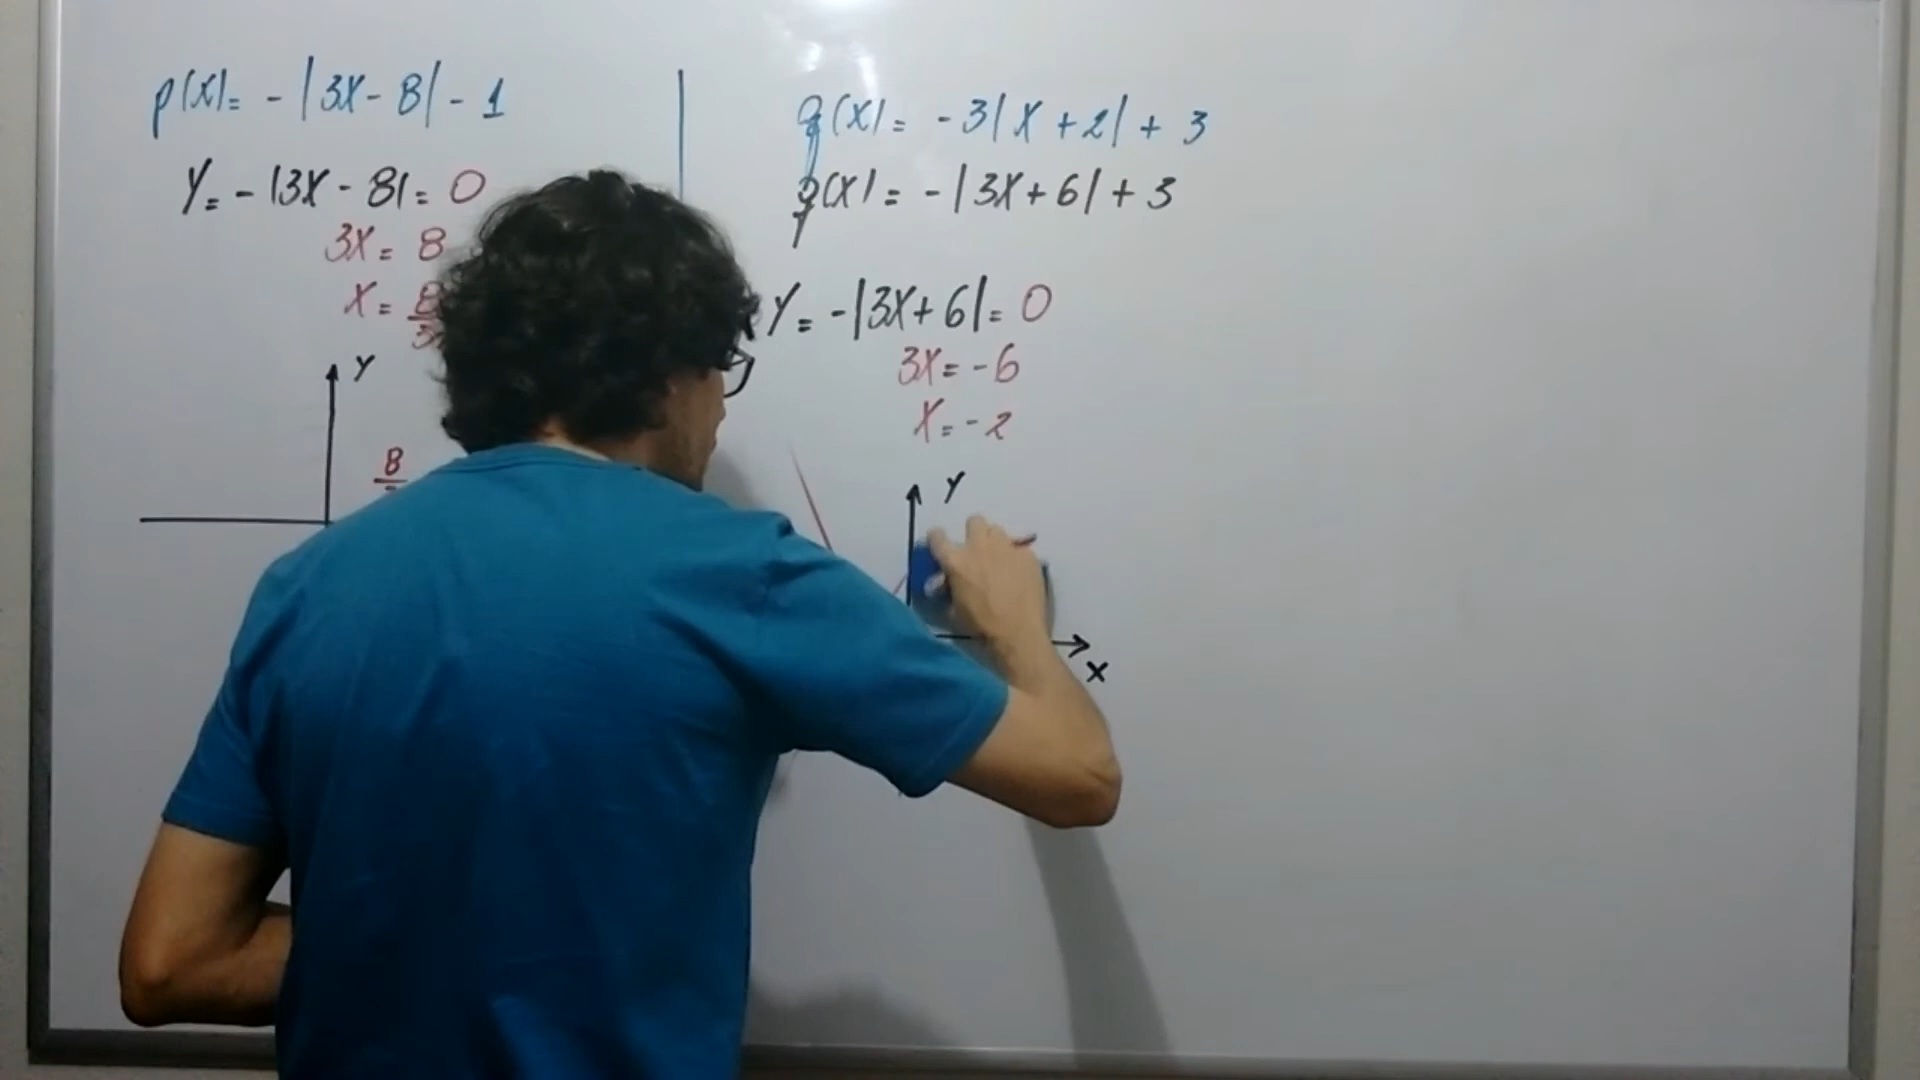 p(x)= -|3x-8|-1
y=-|3x-8|=0
3x=8
x=
y
8
q(x)= -3|x+2|+3
q(x)= -|3x+6|+3
y=-|3x+6|=0
3x=-6
x=-2
y
x